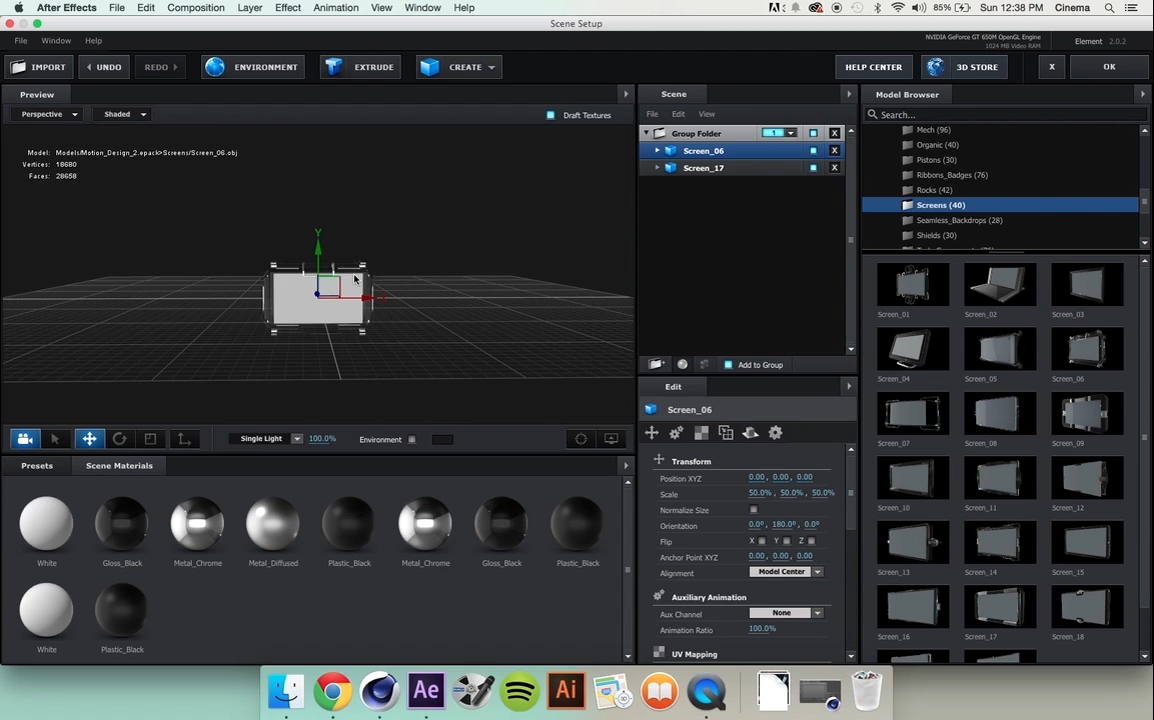 After Effects File Edit Composition Layer Effect Animation View Window Help 85% Sun 12:38 PM Cinema
Scene Setup
File Window Help
NVIDIA GeForce GT 650M OpenGL Engine
1024 MB Video RAM
Element 2.0.2
IMPORT UNDO REDO ENVIRONMENT EXTRUDE CREATE HELP CENTER 3D STORE X OK
Preview
Perspective Shaded Draft Textures
Model: Models/Motion_Design_2.epack>Screens/Screen_06.obj
Vertices: 18680
Faces: 28658
Y
Single Light 100.0% Environment
Presets Scene Materials
White Gloss_Black Metal_Chrome Metal_Diffused Plastic_Black Metal_Chrome Gloss_Black Plastic_Black
White Plastic_Black
Scene
File Edit View
Group Folder 1 X
Screen_06 X
Screen_17 X
Add to Group
Edit
Screen_06
Transform
Position XYZ 0.00, 0.00, 0.00
Scale 50.0%, 50.0%, 50.0%
Normalize Size
Orientation 0.0°, 180.0°, 0.0°
Flip X Y Z
Anchor Point XYZ 0.00, 0.00, 0.00
Alignment Model Center
Auxiliary Animation
Aux Channel None
Animation Ratio 100.0%
UV Mapping
Model Browser
Search...
Mech (96)
Organic (40)
Pistons (30)
Ribbons_Badges (76)
Rocks (42)
Screens (40)
Seamless_Backdrops (28)
Shields (30)
Screen_01 Screen_02 Screen_03
Screen_04 Screen_05 Screen_06
Screen_07 Screen_08 Screen_09
Screen_10 Screen_11 Screen_12
Screen_13 Screen_14 Screen_15
Screen_16 Screen_17 Screen_18
Ae Ai